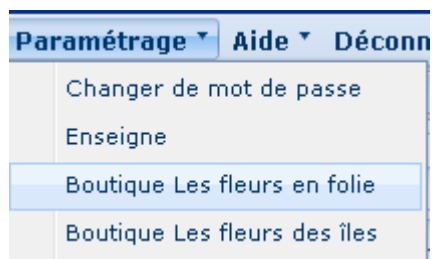 Paramétrage Aide Déconn
Changer de mot de passe
Enseigne
Boutique Les fleurs en folie
Boutique Les fleurs des îles